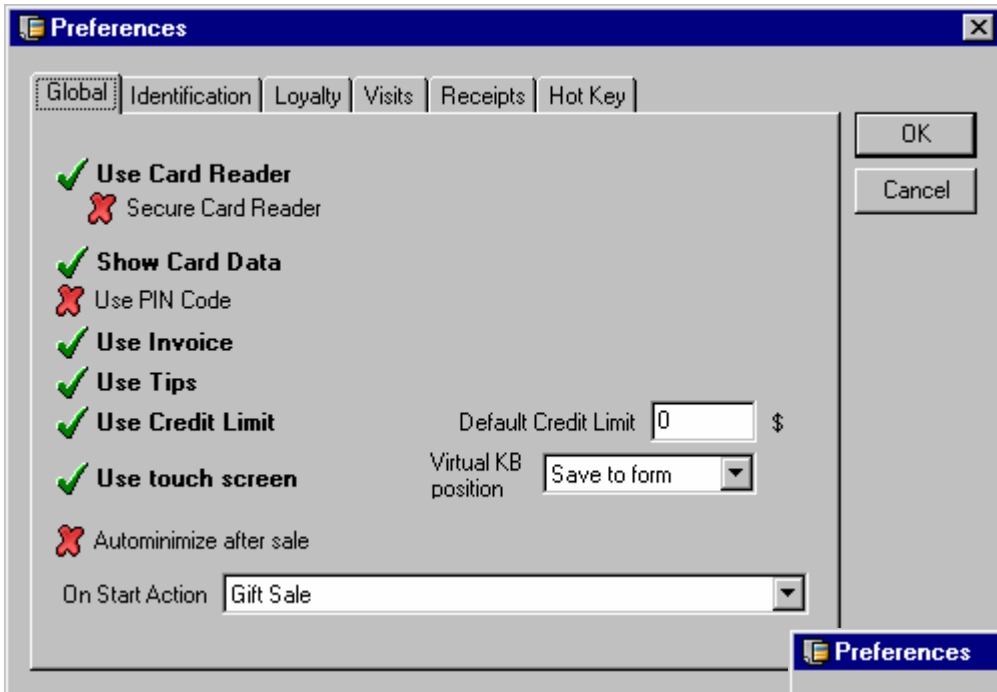 Preferences
Global Identification Loyalty Visits Receipts Hot Key
OK
Cancel
Use Card Reader
Secure Card Reader
Show Card Data
Use PIN Code
Use Invoice
Use Tips
Use Credit Limit Default Credit Limit 0 $
Use touch screen Virtual KB position Save to form
Autominimize after sale
On Start Action Gift Sale
Preferences